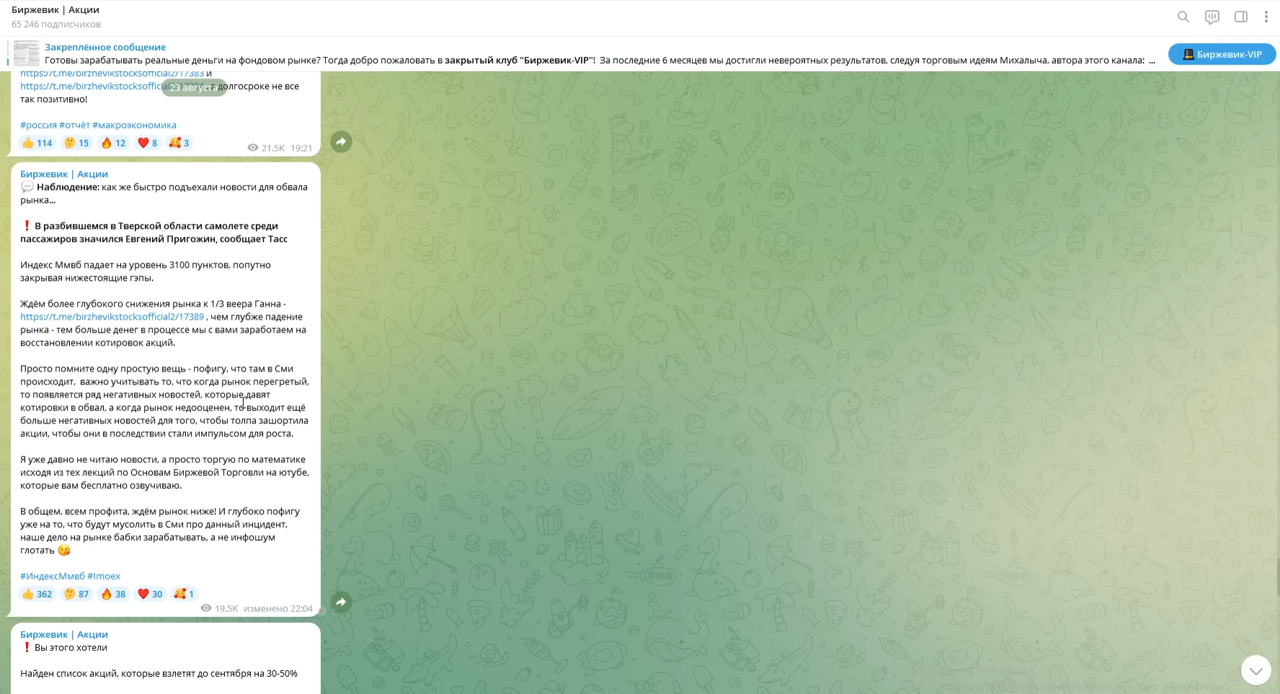 Биржевик | Акции
65 246 подписчиков
Закреплённое сообщение
Готовы зарабатывать реальные деньги на фондовом рынке? Тогда добро пожаловать в закрытый клуб "Биржевик-VIP"! За последние 6 месяцев мы достигли невероятных результатов, следуя торговым идеям Михалыча, автора этого канала: ...
Биржевик-VIP
https://t.me/birzhevikstocksofficial2/17383 и
23 августа
https://t.me/birzhevikstocksofficial долгосроке не все
так позитивно!
#россия #отчёт #макроэкономика
114 15 12 8 3
21.5K 19:21
Биржевик | Акции
Наблюдение: как же быстро подъехали новости для обвала
рынка...
В разбившемся в Тверской области самолете среди
пассажиров значился Евгений Пригожин, сообщает Тасс
Индекс Ммвб падает на уровень 3100 пунктов, попутно
закрывая нижестоящие гэпы.
Ждём более глубокого снижения рынка к 1/3 веера Ганна -
https://t.me/birzhevikstocksofficial2/17389 , чем глубже падение
рынка - тем больше денег в процессе мы с вами заработаем на
восстановлении котировок акций.
Просто помните одну простую вещь - пофигу, что там в Сми
происходит, важно учитывать то, что когда рынок перегретый,
то появляется ряд негативных новостей, которые давят
котировки в обвал, а когда рынок недооценен, то выходит ещё
больше негативных новостей для того, чтобы толпа зашортила
акции, чтобы они в последствии стали импульсом для роста.
Я уже давно не читаю новости, а просто торгую по математике
исходя из тех лекций по Основам Биржевой Торговли на ютубе,
которые вам бесплатно озвучиваю.
В общем, всем профита, ждём рынок ниже! И глубоко пофигу
уже на то, что будут мусолить в Сми про данный инцидент,
наше дело на рынке бабки зарабатывать, а не инфошум
глотать 😘
#ИндексМмвб #Imoex
362 87 38 30 1
19.5K изменено 22:04
Биржевик | Акции
Вы этого хотели
Найден список акций, которые взлетят до сентября на 30-50%